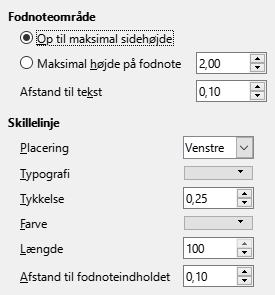 Fodnoteområde
Op til maksimal sidehøjde
Maksimal højde på fodnote 2,00
Afstand til tekst 0,10
Skillelinje
Placering Venstre
Typografi
Tykkelse 0,25
Farve
Længde 100
Afstand til fodnoteindholdet 0,10